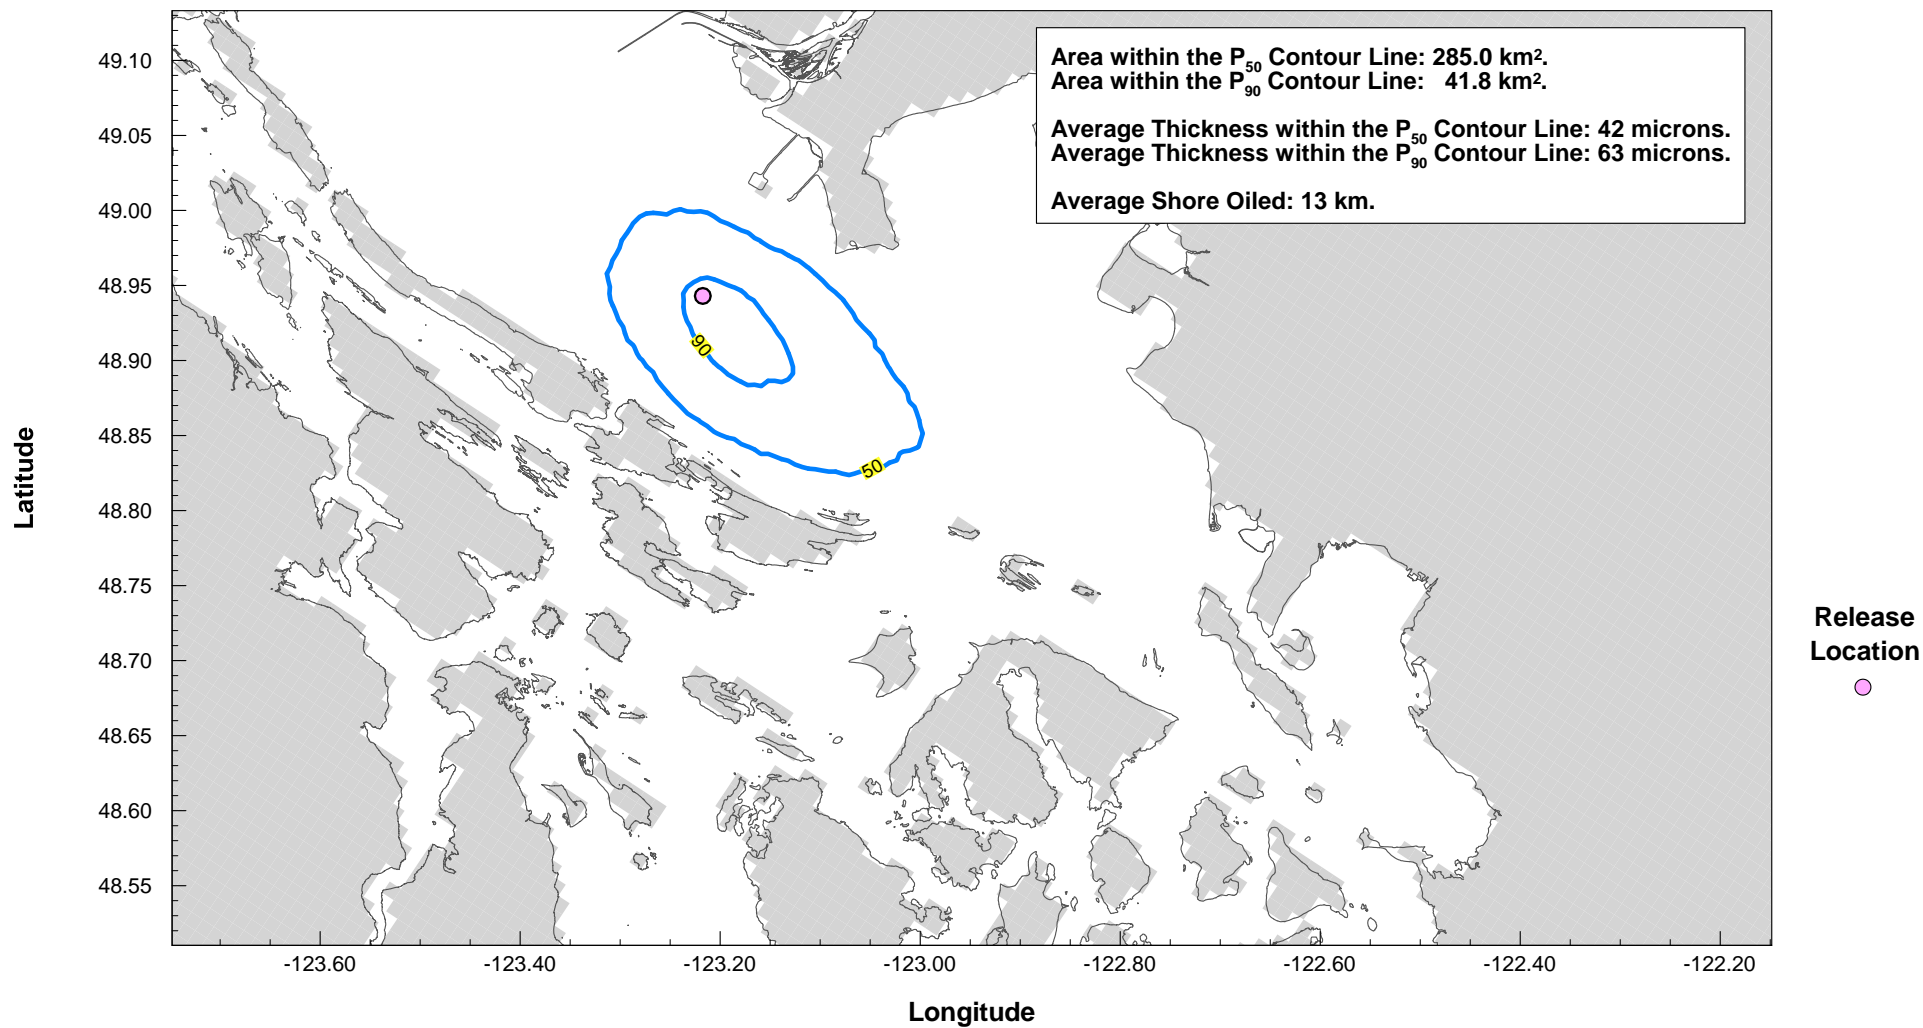 Area within the P50 Contour Line: 285.0 km².
Area within the P90 Contour Line: 41.8 km².
Average Thickness within the P50 Contour Line: 42 microns.
Average Thickness within the P90 Contour Line: 63 microns.
Average Shore Oiled: 13 km.
49.10
49.05
49.00
48.95
48.90
48.85
48.80
48.75
48.70
48.65
48.60
48.55
Latitude
90
50
Release
Location
-123.60
-123.40
-123.20
-123.00
-122.80
-122.60
-122.40
-122.20
Longitude